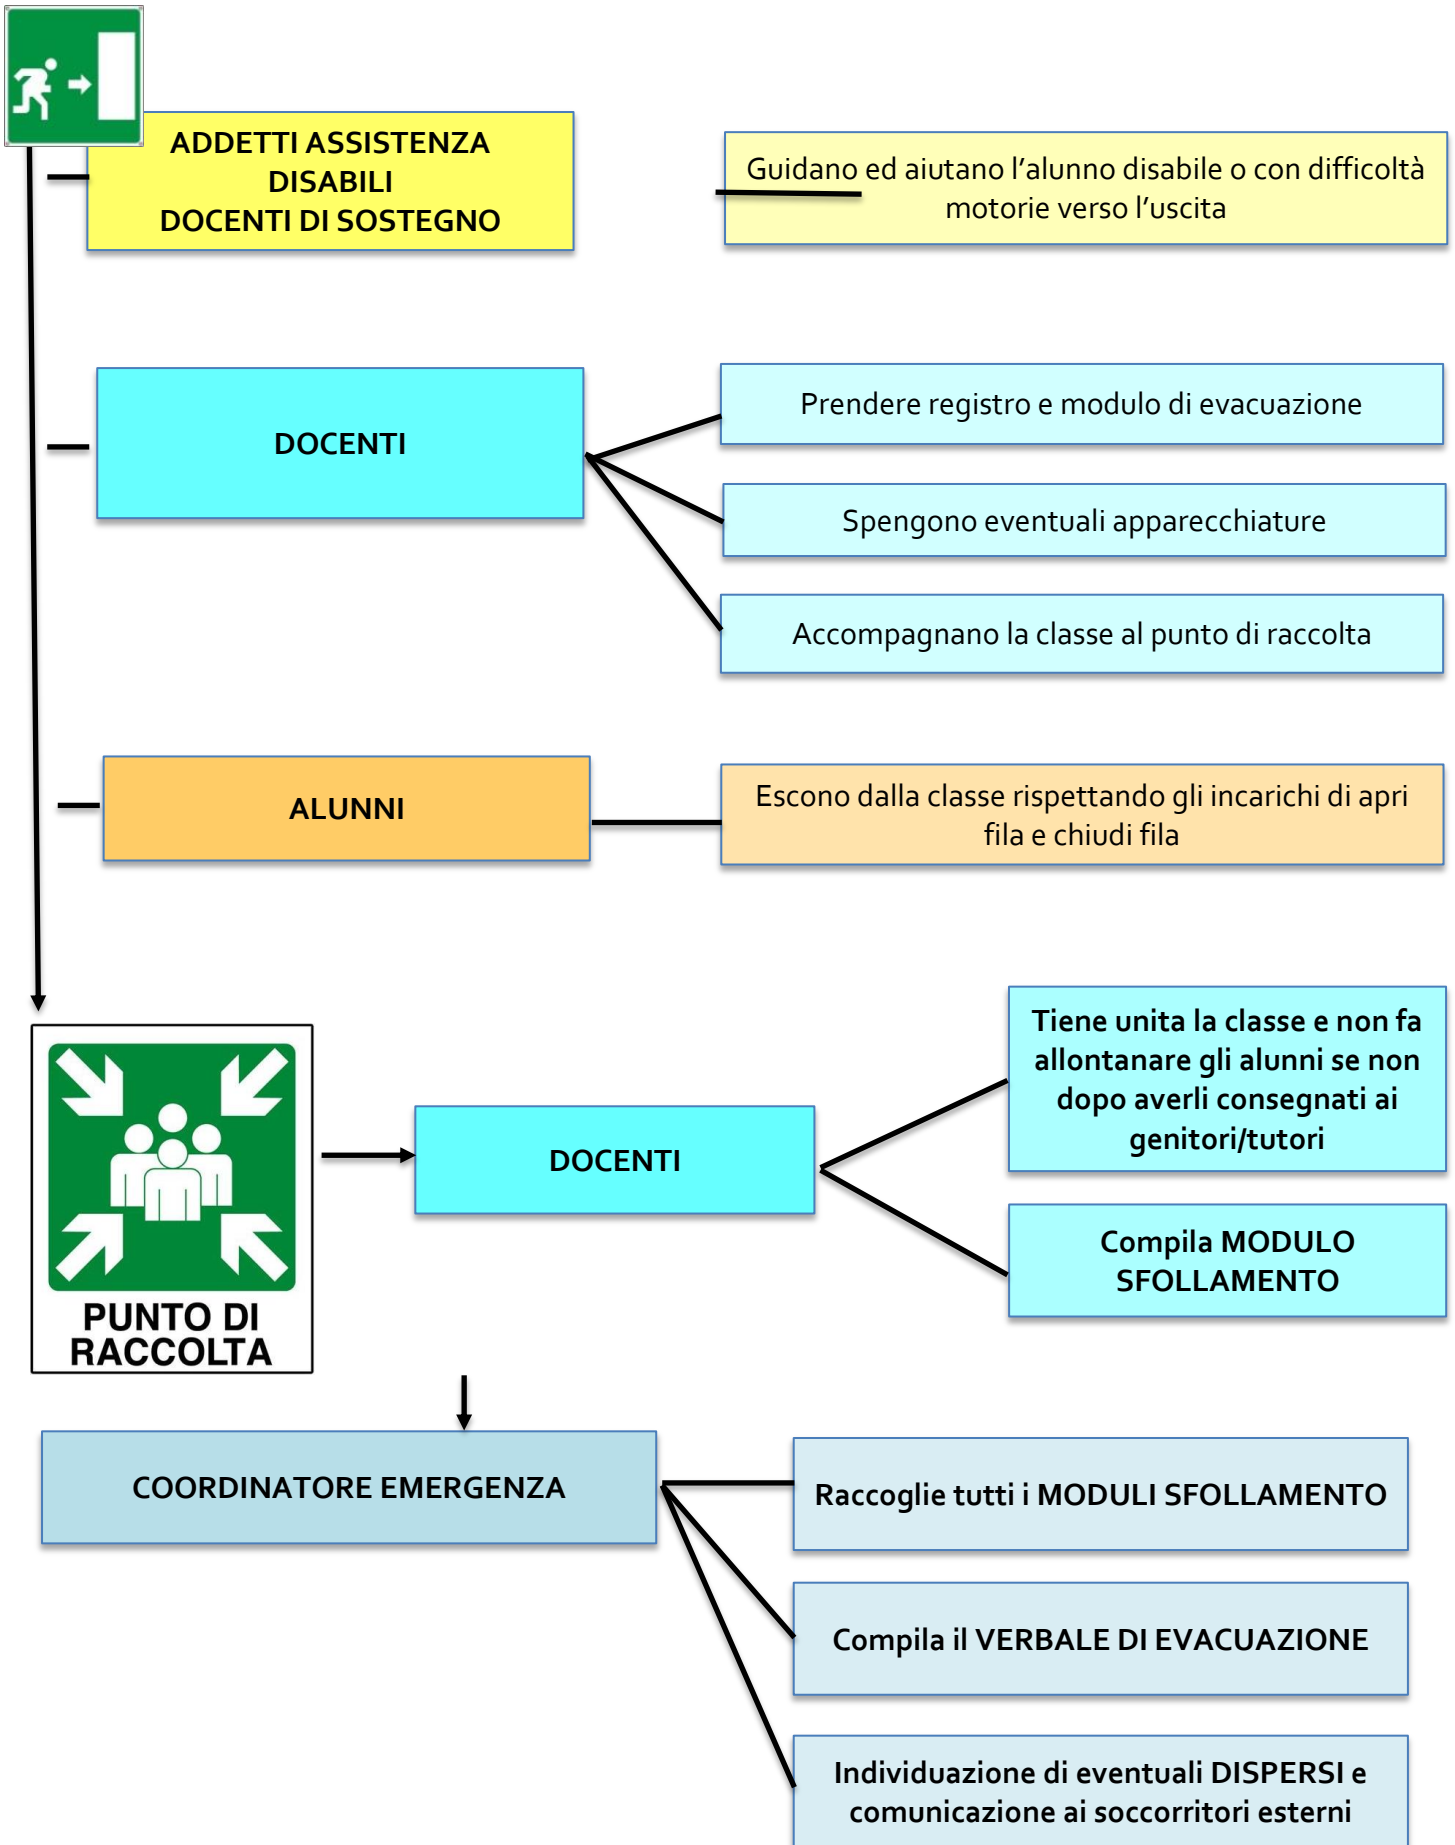 ADDETTI ASSISTENZA
DISABILI
DOCENTI DI SOSTEGNO
Guidano ed aiutano l’alunno disabile o con difficoltà
motorie verso l’uscita
DOCENTI
Prendere registro e modulo di evacuazione
Spengono eventuali apparecchiature
Accompagnano la classe al punto di raccolta
ALUNNI
Escono dalla classe rispettando gli incarichi di apri
fila e chiudi fila
PUNTO DI
RACCOLTA
DOCENTI
Tiene unita la classe e non fa
allontanare gli alunni se non
dopo averli consegnati ai
genitori/tutori
Compila MODULO
SFOLLAMENTO
COORDINATORE EMERGENZA
Raccoglie tutti i MODULI SFOLLAMENTO
Compila il VERBALE DI EVACUAZIONE
Individuazione di eventuali DISPERSI e
comunicazione ai soccorritori esterni